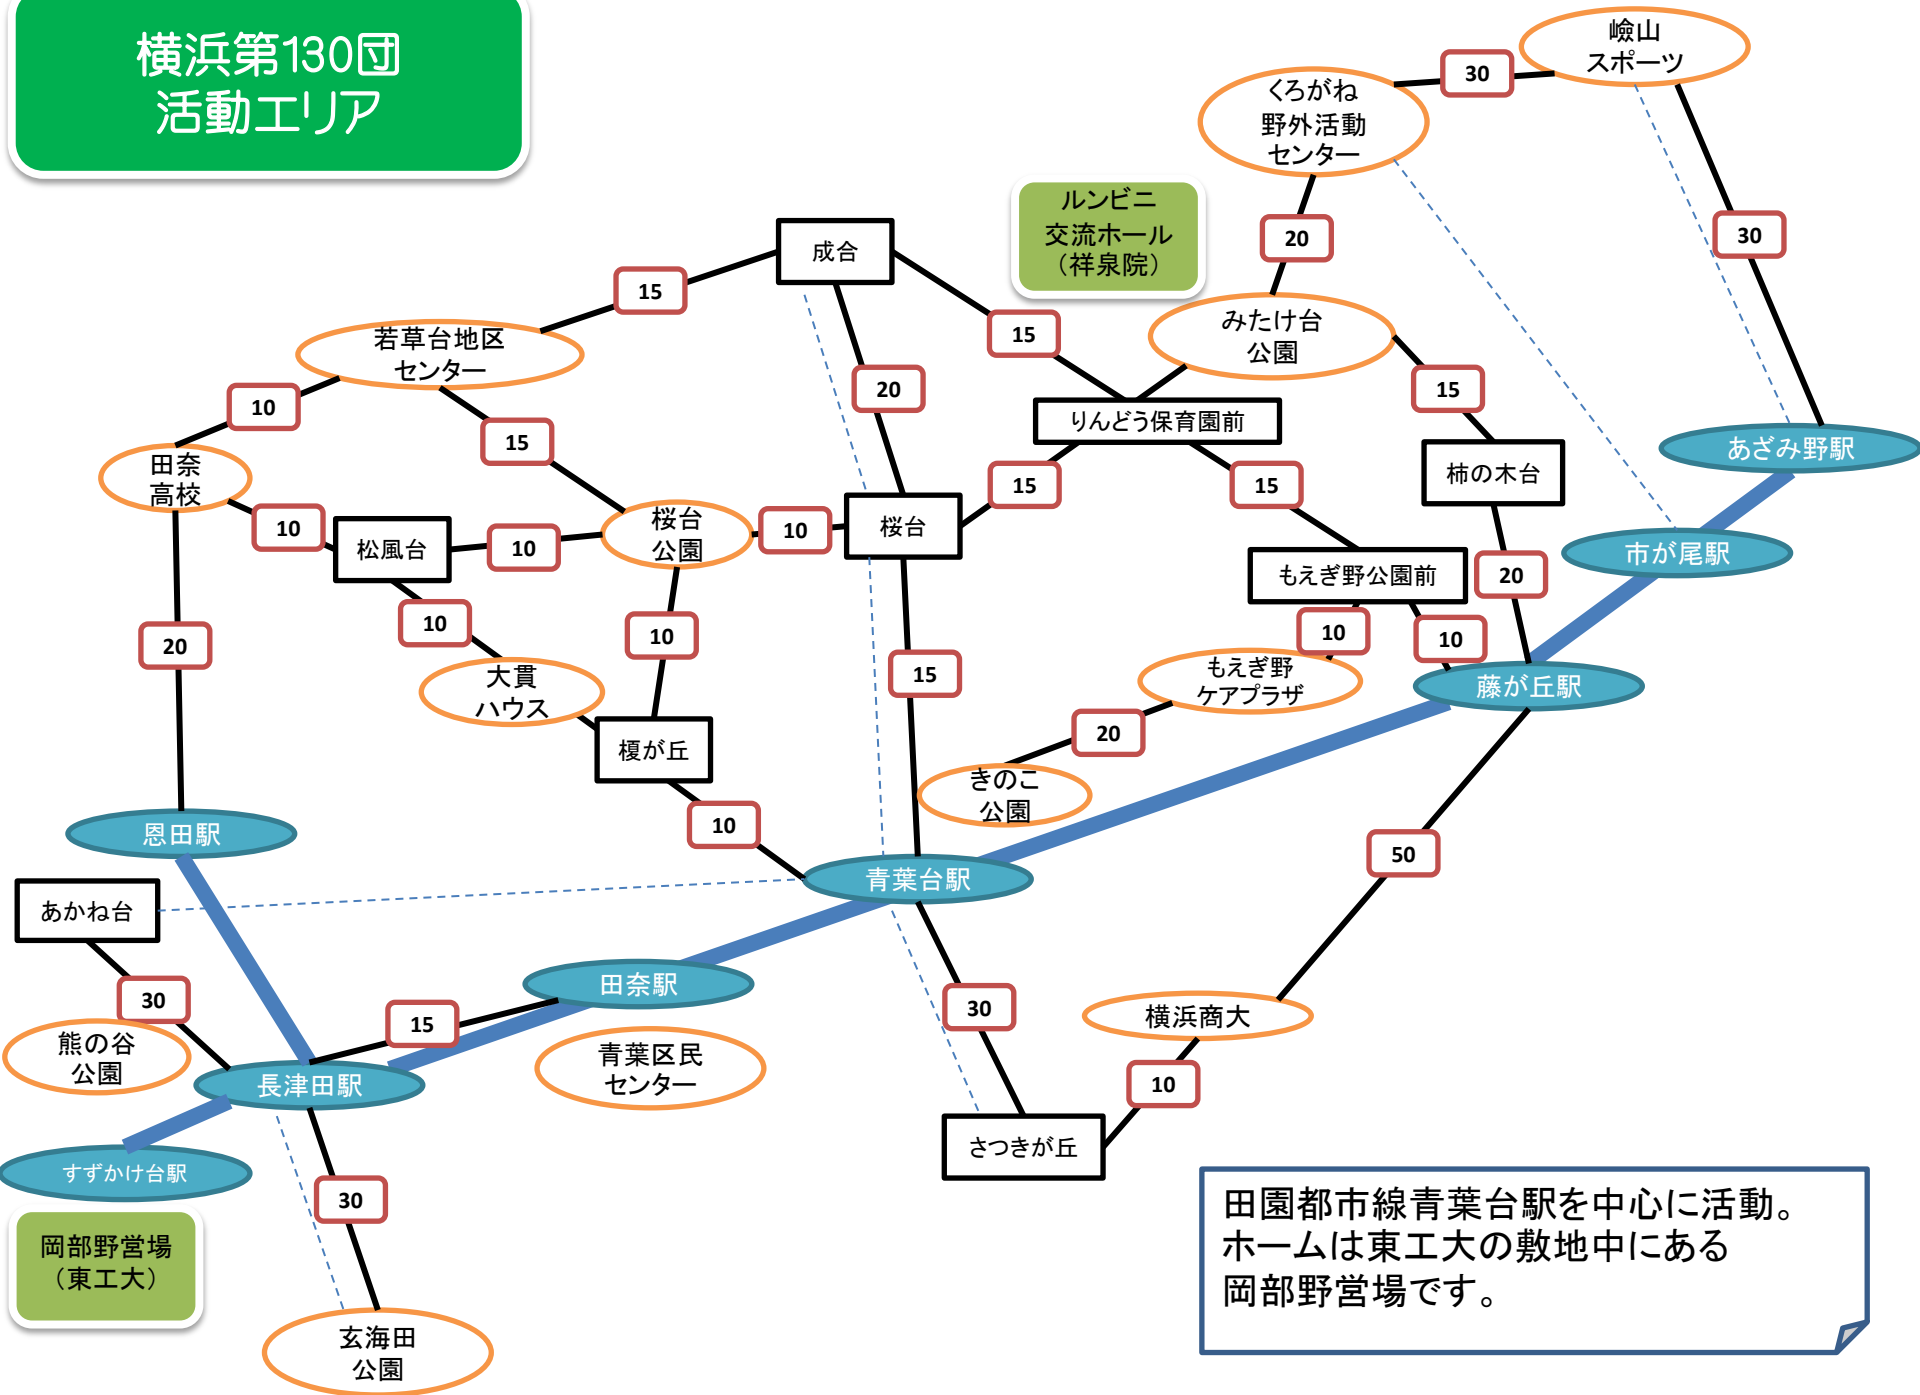 横浜第130団
活動エリア
嶮山
スポーツ
30
くろがね
野外活動
センター
ルンビニ
交流ホール
（祥泉院）
20
30
成合
15
15
みたけ台
公園
若草台地区
センター
20
15
10
りんどう保育園前
15
あざみ野駅
田奈
高校
柿の木台
15
15
10
桜台
公園
10
桜台
松風台
10
市が尾駅
もえぎ野公園前
20
10
10
10
10
20
15
もえぎ野
ケアプラザ
藤が丘駅
大貫
ハウス
榎が丘
20
きのこ
公園
10
恩田駅
50
青葉台駅
あかね台
田奈駅
30
30
横浜商大
15
熊の谷
公園
青葉区民
センター
長津田駅
10
さつきが丘
すずかけ台駅
30
岡部野営場
（東工大）
玄海田
公園
田園都市線青葉台駅を中心に活動。
ホームは東工大の敷地中にある
岡部野営場です。